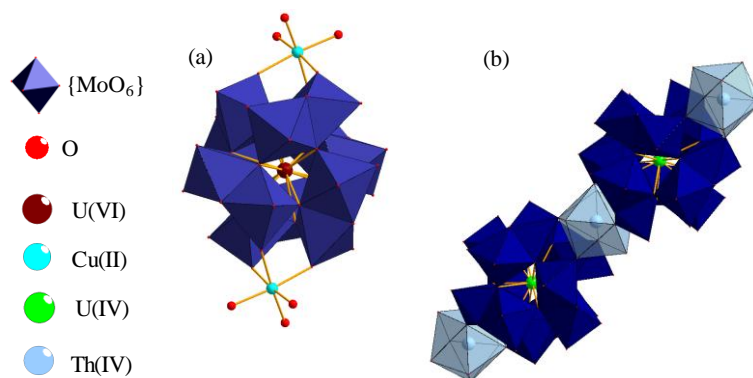 (a)
(b)
{MoO₆}
O
U(VI)
Cu(II)
U(IV)
Th(IV)